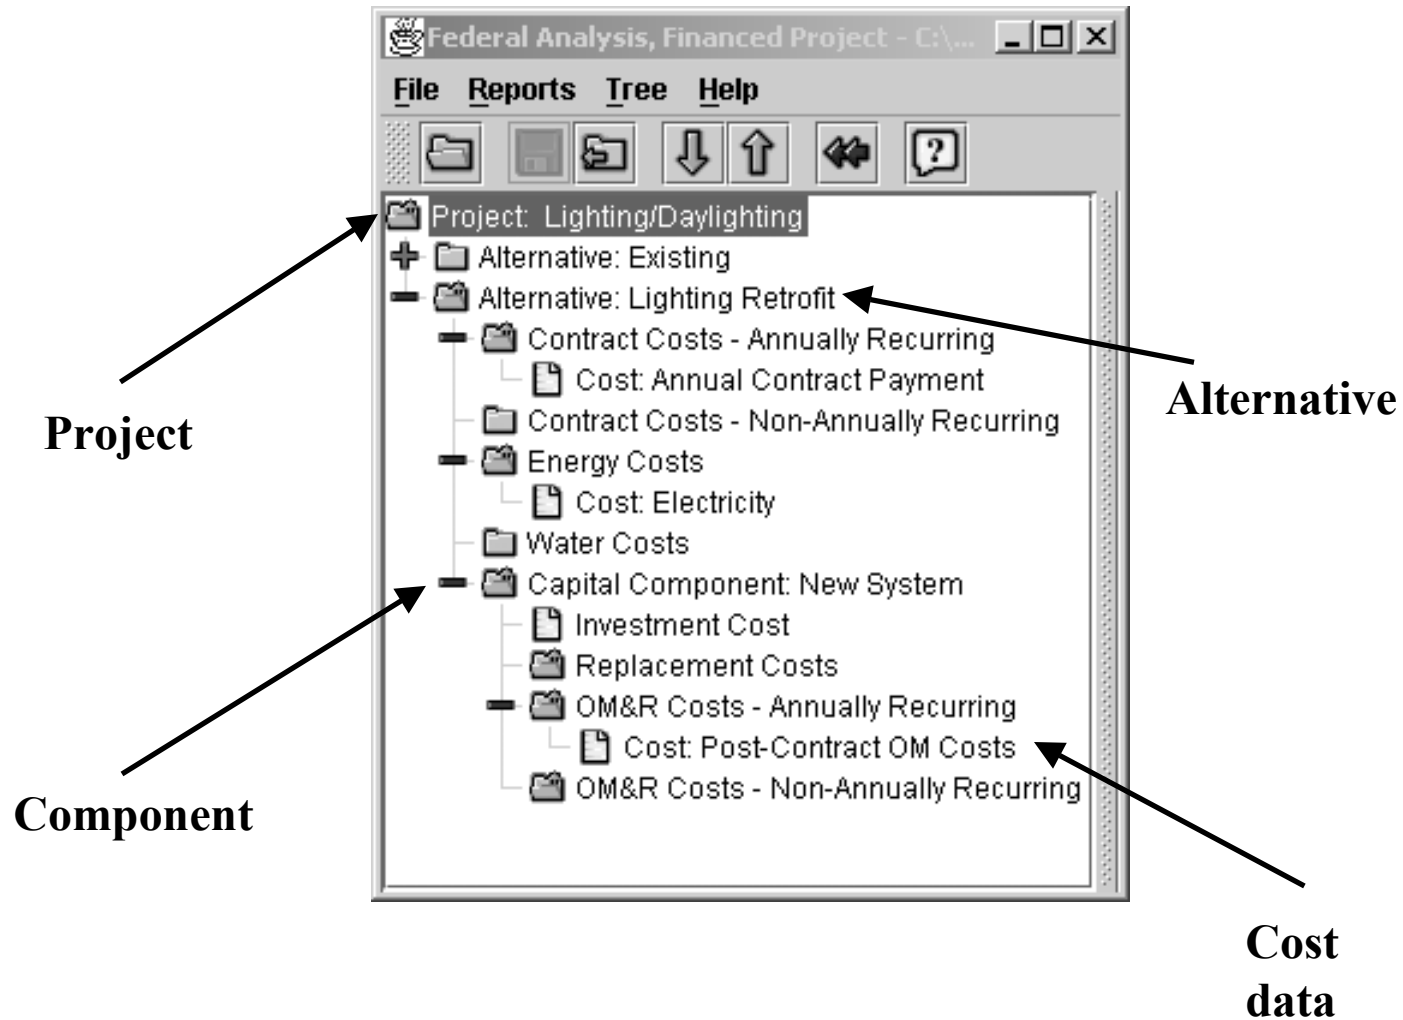 Federal Analysis, Financed Project - C:\...
File Reports Tree Help
?
Project: Lighting/Daylighting
Alternative: Existing
Alternative: Lighting Retrofit
Contract Costs - Annually Recurring
Cost: Annual Contract Payment
Alternative
Project
Contract Costs - Non-Annually Recurring
Energy Costs
Cost: Electricity
Water Costs
Capital Component: New System
Investment Cost
Replacement Costs
OM&R Costs - Annually Recurring
Cost: Post-Contract OM Costs
OM&R Costs - Non-Annually Recurring
Component
Cost
data